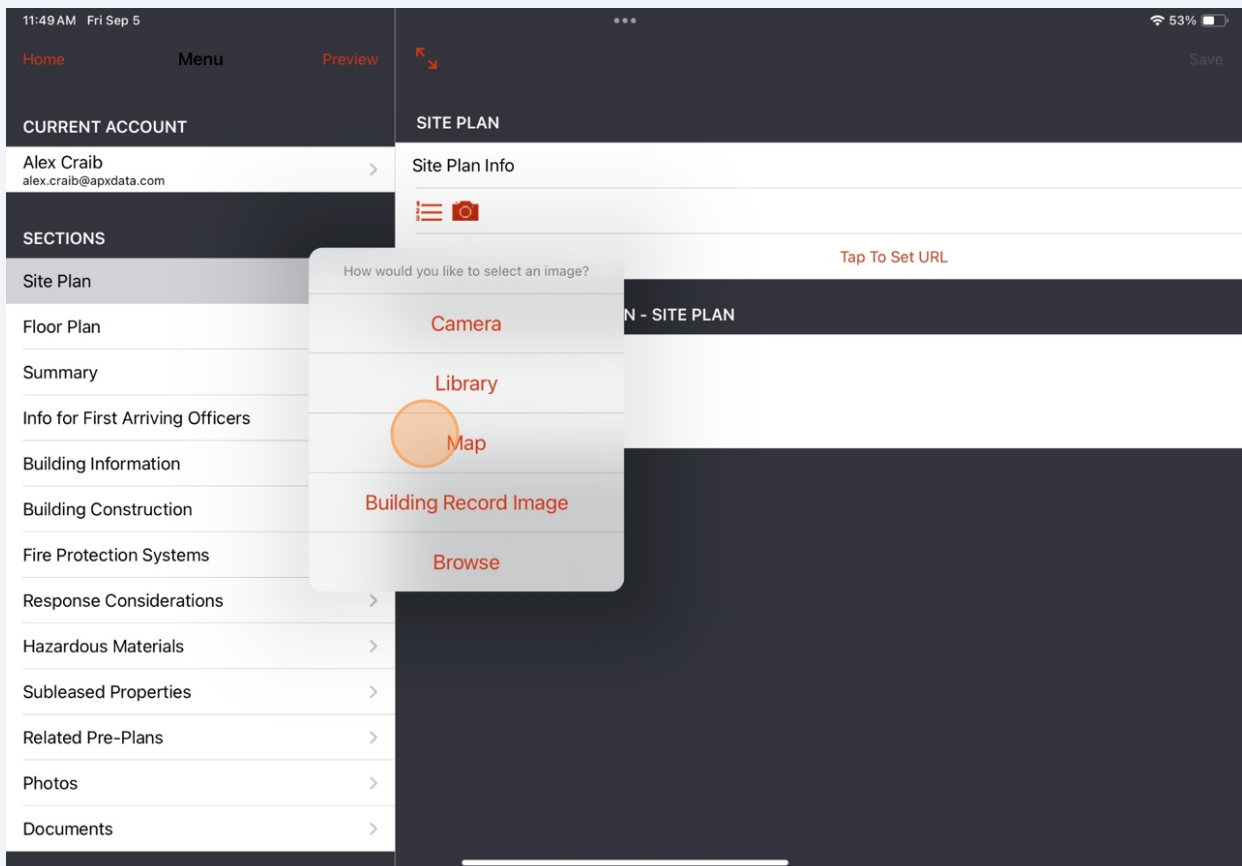 11:49 AM Fri Sep 5
53%
Home
Menu
Preview
Save
CURRENT ACCOUNT
Alex Craib
alex.craib@apxdata.com
SECTIONS
Site Plan
Floor Plan
Summary
Info for First Arriving Officers
Building Information
Building Construction
Fire Protection Systems
Response Considerations
Hazardous Materials
Subleased Properties
Related Pre-Plans
Photos
Documents
SITE PLAN
Site Plan Info
1
2
3
Tap To Set URL
N - SITE PLAN
How would you like to select an image?
Camera
Library
Map
Building Record Image
Browse